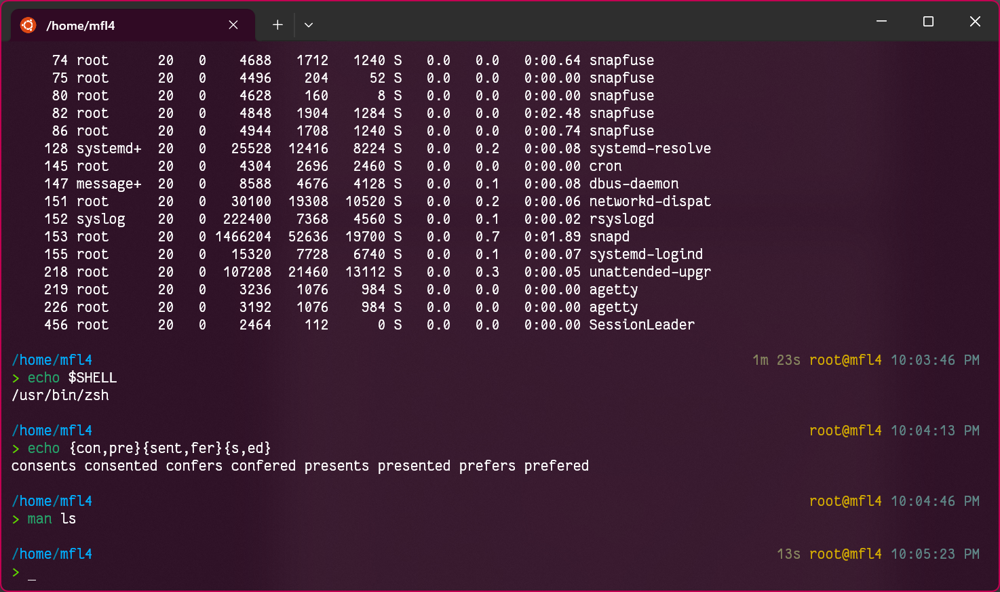 /home/mfl4
74 root 20 0 4688 1712 1240 S 0.0 0.0 0:00.64 snapfuse
75 root 20 0 4496 204 52 S 0.0 0.0 0:00.00 snapfuse
80 root 20 0 4628 160 8 S 0.0 0.0 0:00.00 snapfuse
82 root 20 0 4848 1904 1284 S 0.0 0.0 0:02.48 snapfuse
86 root 20 0 4944 1708 1240 S 0.0 0.0 0:00.74 snapfuse
128 systemd+ 20 0 25528 12416 8224 S 0.0 0.2 0:00.08 systemd-resolve
145 root 20 0 4304 2696 2460 S 0.0 0.0 0:00.00 cron
147 message+ 20 0 8588 4676 4128 S 0.0 0.1 0:00.08 dbus-daemon
151 root 20 0 30100 19308 10520 S 0.0 0.2 0:00.06 networkd-dispat
152 syslog 20 0 222400 7368 4560 S 0.0 0.1 0:00.02 rsyslogd
153 root 20 0 1466204 52636 19700 S 0.0 0.7 0:01.89 snapd
155 root 20 0 15320 7728 6740 S 0.0 0.1 0:00.07 systemd-logind
218 root 20 0 107208 21460 13112 S 0.0 0.3 0:00.05 unattended-upgr
219 root 20 0 3236 1076 984 S 0.0 0.0 0:00.00 agetty
226 root 20 0 3192 1076 984 S 0.0 0.0 0:00.00 agetty
456 root 20 0 2464 112 0 S 0.0 0.0 0:00.00 SessionLeader
/home/mfl4 1m 23s root@mfl4 10:03:46 PM
> echo $SHELL
/usr/bin/zsh
/home/mfl4 root@mfl4 10:04:13 PM
> echo {con,pre}{sent,fer}{s,ed}
consents consented confers confered presents presented prefers prefered
/home/mfl4 root@mfl4 10:04:46 PM
> man ls
/home/mfl4 13s root@mfl4 10:05:23 PM
> _